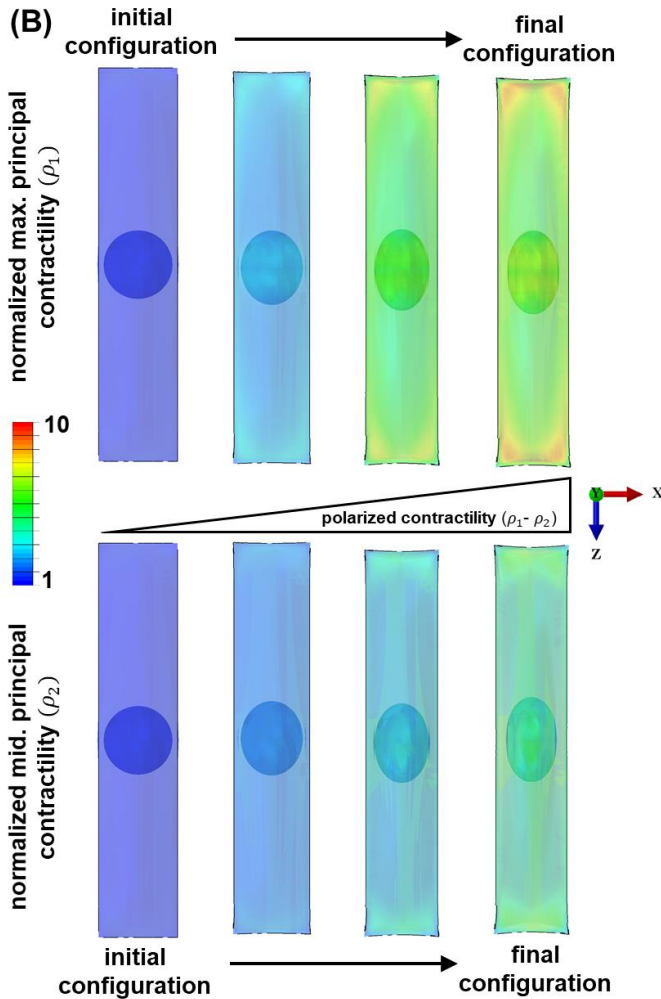 (B)
initial
configuration
final
configuration
normalized max. principal
contractility (ρ₁)
10
1
polarized contractility (ρ₁- ρ₂)
Y
X
Z
normalized mid. principal
contractility (ρ₂)
initial
configuration
final
configuration